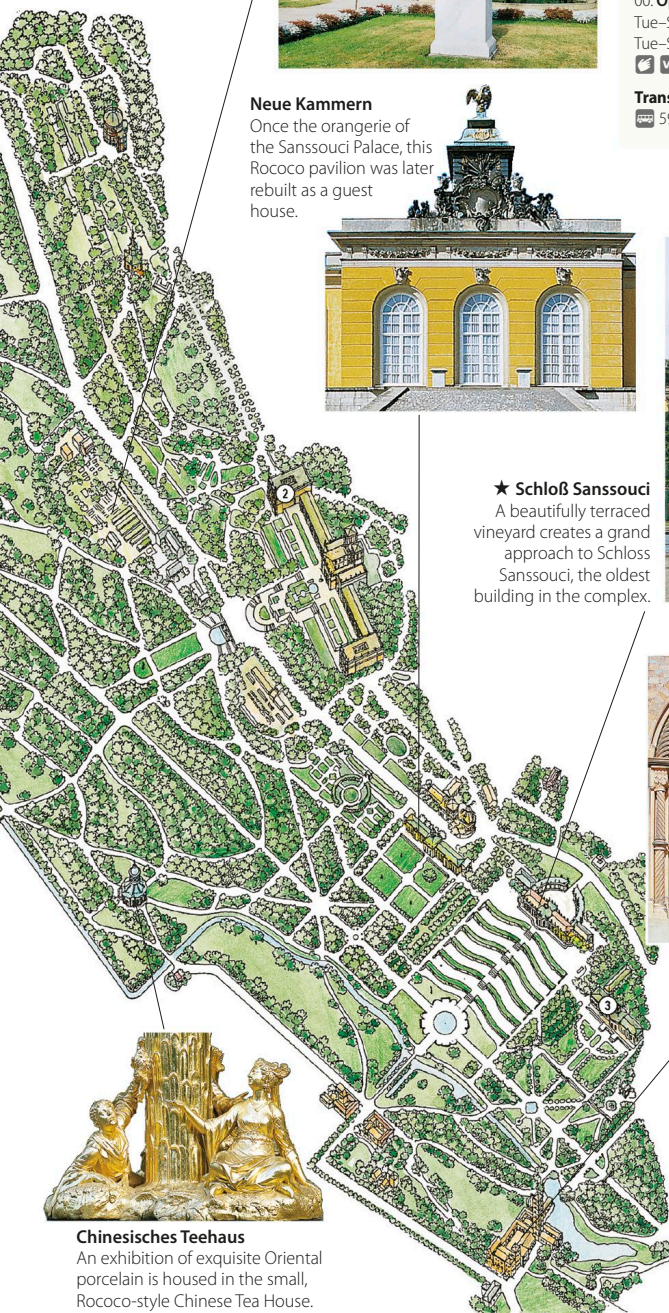 00.
Tue–S
Tue–S
Trans
59
Neue Kammern
Once the orangerie of
the Sanssouci Palace, this
Rococo pavilion was later
rebuilt as a guest
house.
2
★ Schloß Sanssouci
A beautifully terraced
vineyard creates a grand
approach to Schloss
Sanssouci, the oldest
building in the complex.
3
Chinesisches Teehaus
An exhibition of exquisite Oriental
porcelain is housed in the small,
Rococo-style Chinese Tea House.